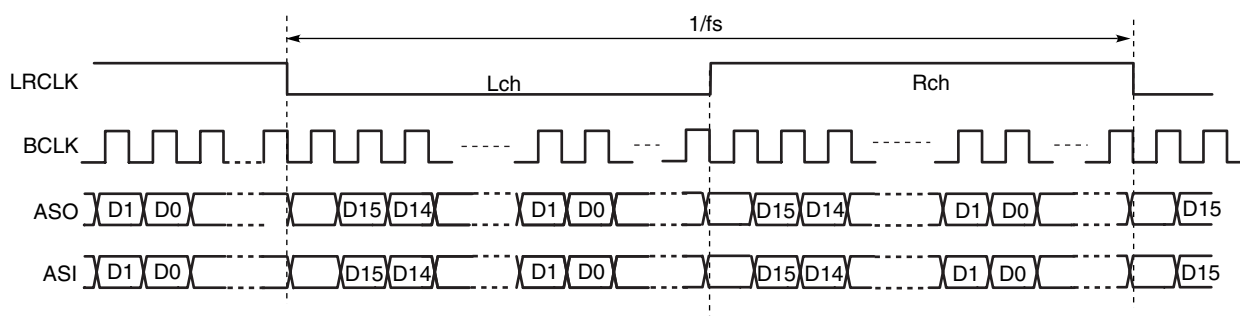 1/fs
LRCLK Lch Rch
BCLK
ASO D1 D0 D15 D14 D1 D0 D15 D14 D1 D0 D15
ASI D1 D0 D15 D14 D1 D0 D15 D14 D1 D0 D15